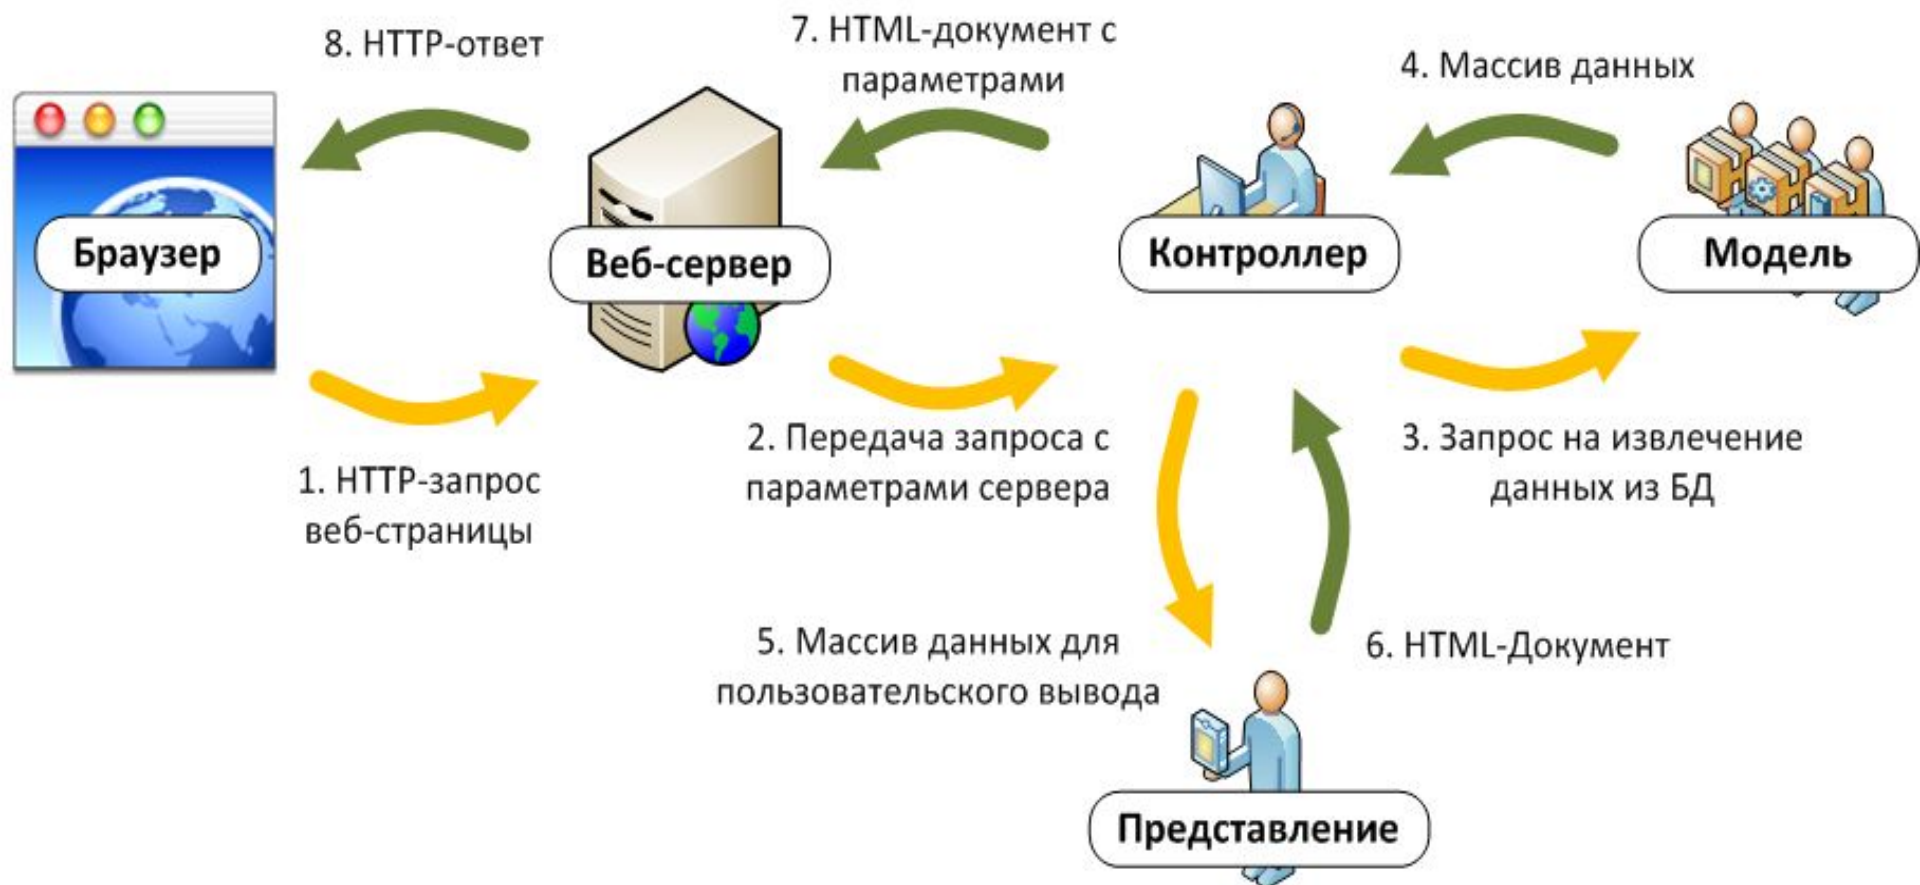 8. HTTP-ответ
7. HTML-документ с
параметрами
4. Массив данных
Браузер
Веб-сервер
Контроллер
Модель
1. HTTP-запрос
веб-страницы
2. Передача запроса с
параметрами сервера
3. Запрос на извлечение
данных из БД
5. Массив данных для
пользовательского вывода
6. HTML-Документ
Представление